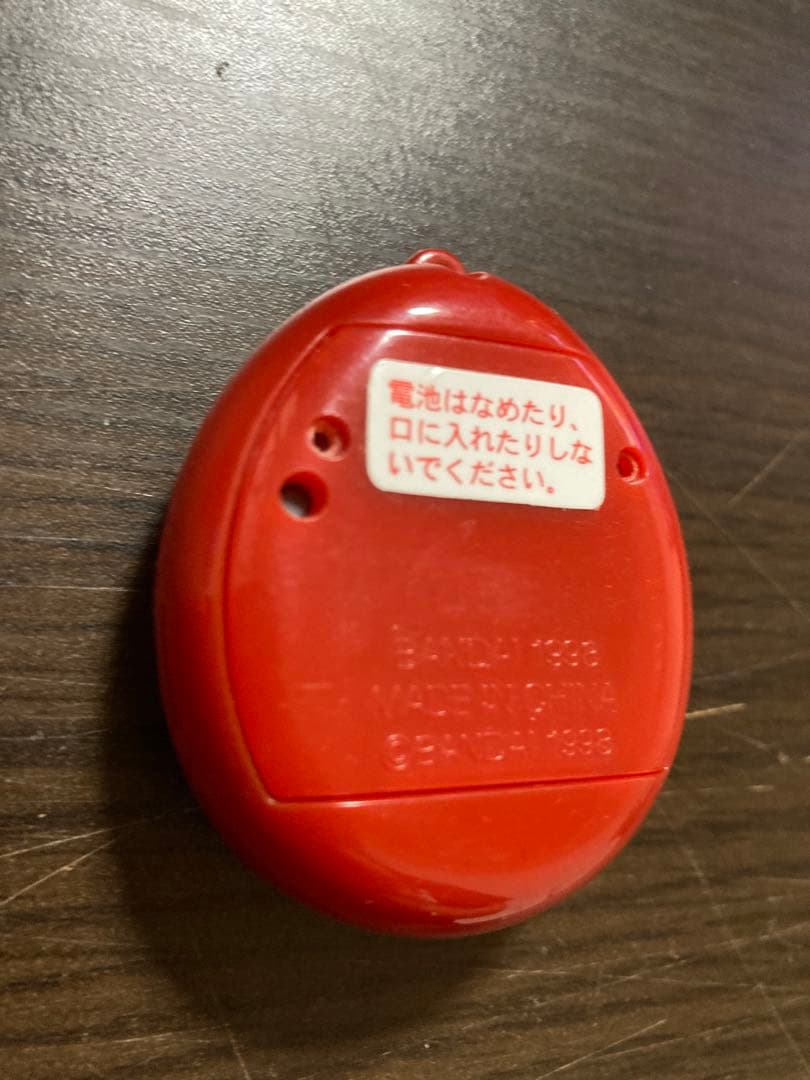 電池はなめたり、
口に入れたりしな
いでください。
BANDAI 1998
MADE IN CHINA
©BANDAI 1998